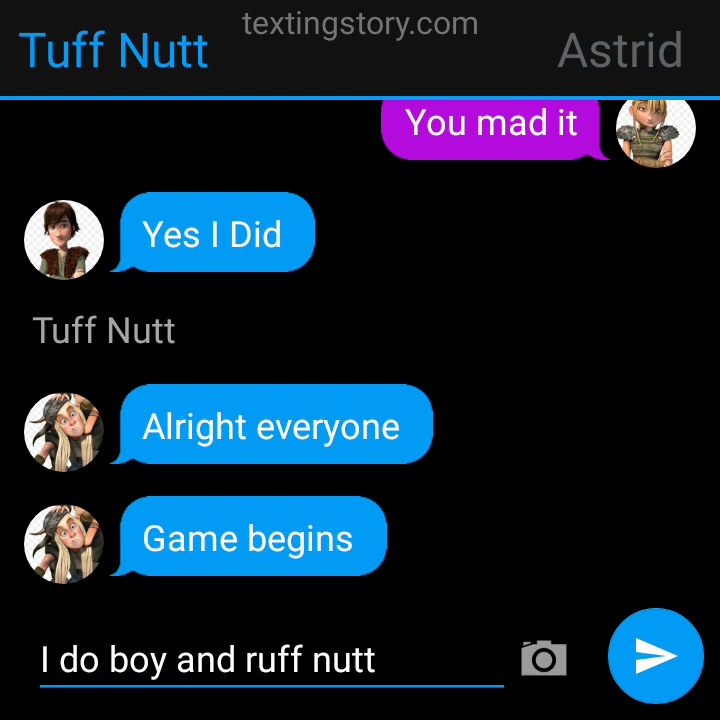 textingstory.com
Tuff Nutt
Astrid
You mad it
Yes I Did
Tuff Nutt
Alright everyone
Game begins
I do boy and ruff nutt